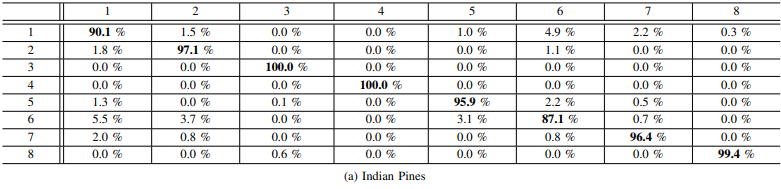 1 2 3 4 5 6 7 8
1 90.1 % 1.5 % 0.0 % 0.0 % 1.0 % 4.9 % 2.2 % 0.3 %
2 1.8 % 97.1 % 0.0 % 0.0 % 0.0 % 1.1 % 0.0 % 0.0 %
3 0.0 % 0.0 % 100.0 % 0.0 % 0.0 % 0.0 % 0.0 % 0.0 %
4 0.0 % 0.0 % 0.0 % 100.0 % 0.0 % 0.0 % 0.0 % 0.0 %
5 1.3 % 0.0 % 0.1 % 0.0 % 95.9 % 2.2 % 0.5 % 0.0 %
6 5.5 % 3.7 % 0.0 % 0.0 % 3.1 % 87.1 % 0.7 % 0.0 %
7 2.0 % 0.8 % 0.0 % 0.0 % 0.0 % 0.8 % 96.4 % 0.0 %
8 0.0 % 0.0 % 0.6 % 0.0 % 0.0 % 0.0 % 0.0 % 99.4 %
(a) Indian Pines